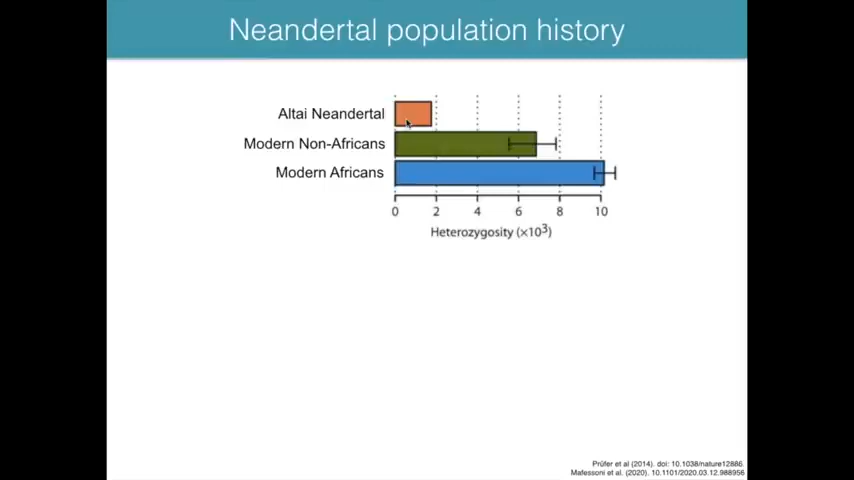 Neandertal population history
Altai Neandertal
Modern Non-Africans
Modern Africans
0 2 4 6 8 10
Heterozygosity (×10³)
Prüfer et al (2014). doi: 10.1038/nature12886.
Mafessoni et al. (2020). 10.1101/2020.03.12.988956